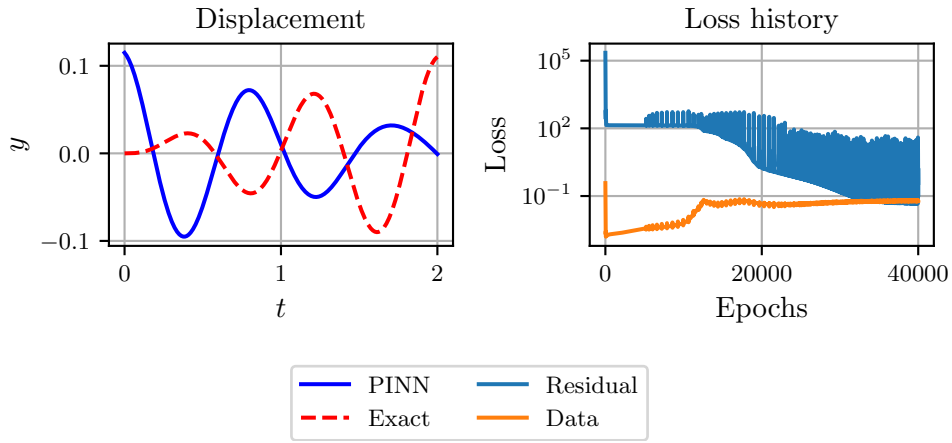 Displacement
Loss history
0.1
0.0
−0.1
y
0
1
2
t
10^5
10^2
10^−1
Loss
0
20000
40000
Epochs
PINN
Residual
Exact
Data